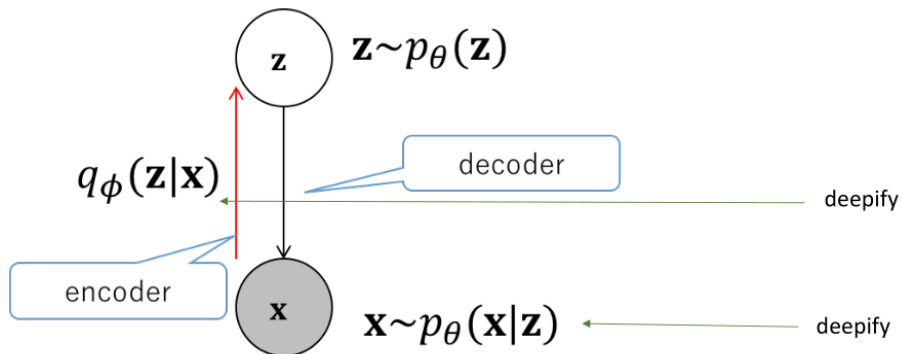 z
z~pθ(z)
decoder
qϕ(z|x)
deepify
encoder
x
x~pθ(x|z)
deepify